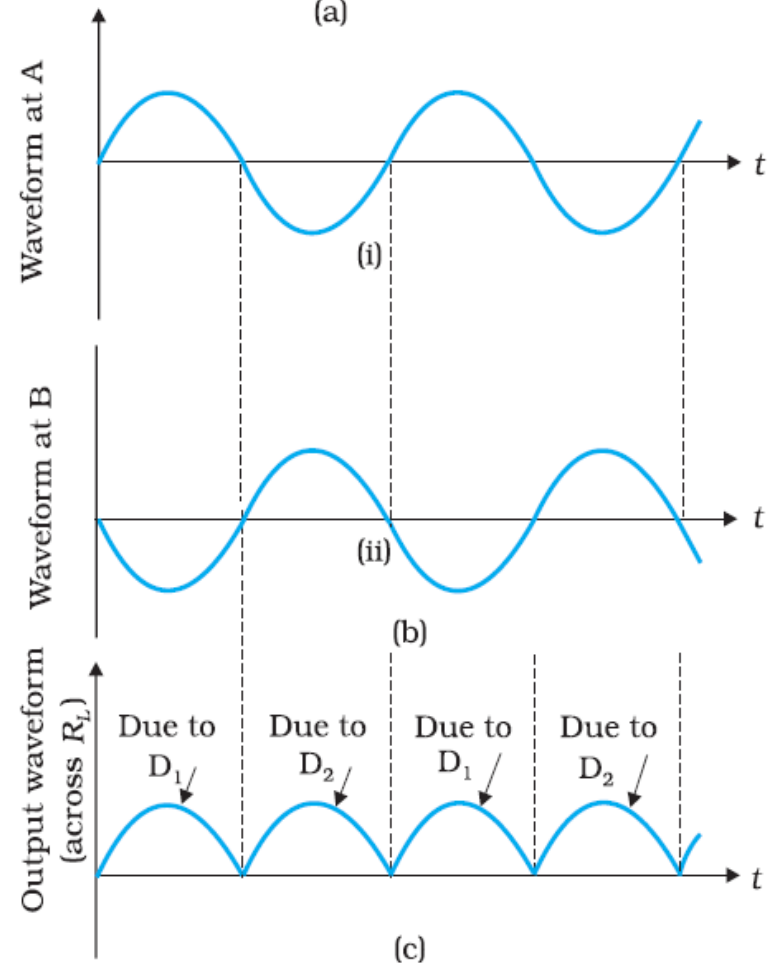 (a)
Waveform at A
t
(i)
Waveform at B
t
(ii)
(b)
Output waveform
(across R_L)
Due to
D₁
Due to
D₂
Due to
D₁
Due to
D₂
t
(c)